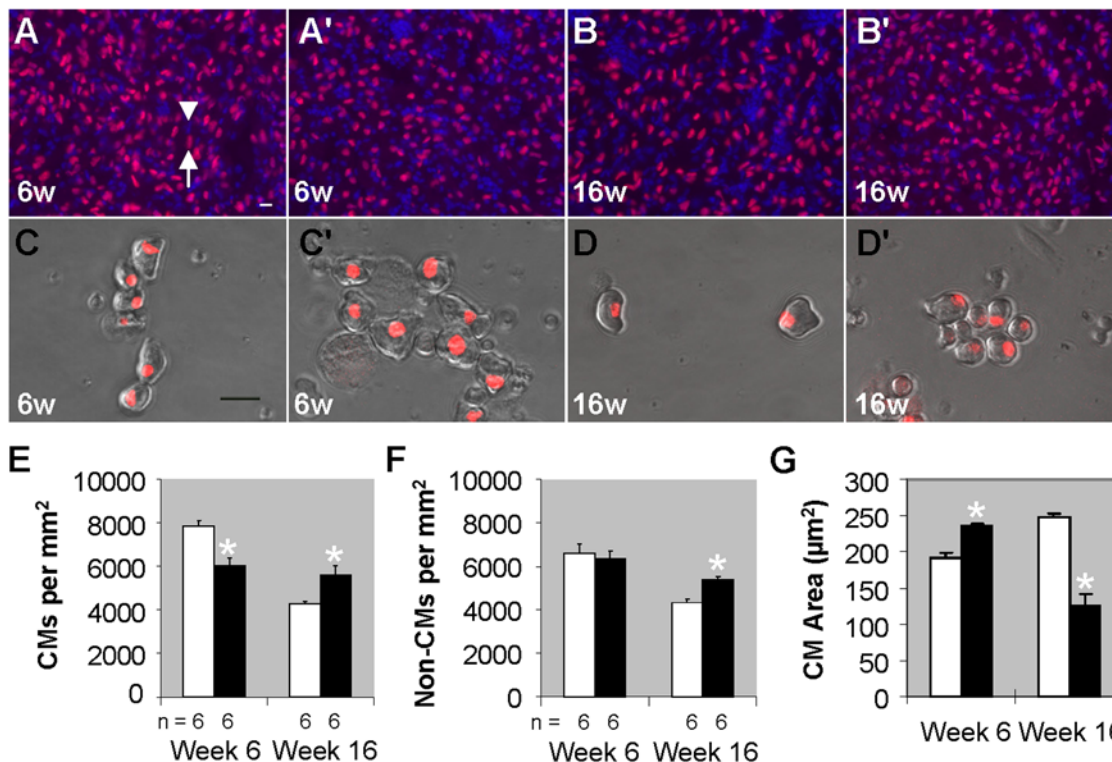 A A' B B'
6w 6w 16w 16w
C C' D D'
6w 6w 16w 16w
E F G
CMs per mm²
10000
8000
6000
4000
2000
0
* *
n = 6 6 6 6
Week 6 Week 16
Non-CMs per mm²
10000
8000
6000
4000
2000
0
*
n = 6 6 6 6
Week 6 Week 16
CM Area (µm²)
300
250
200
150
100
50
0
* *
Week 6 Week 16